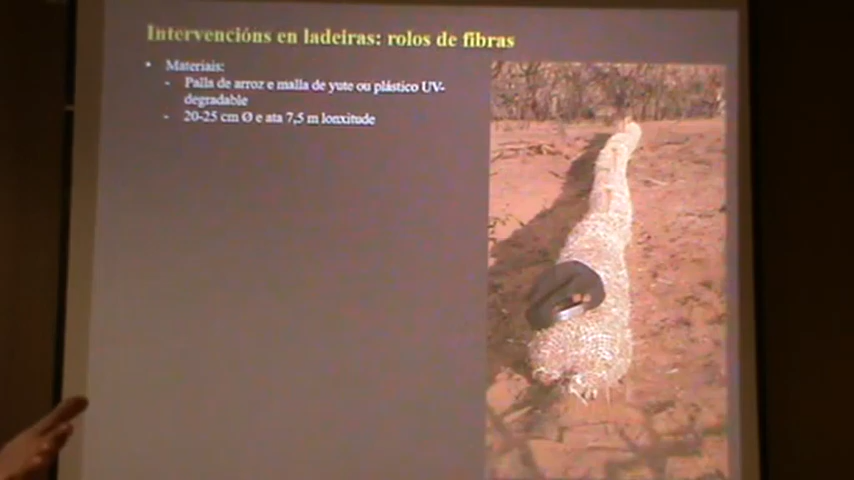 Intervencións en ladeiras: rolos de fibras
• Materiais:
- Palla de arroz e malla de yute ou plástico UV-
degradable
- 20-25 cm Ø e ata 7,5 m lonxitude